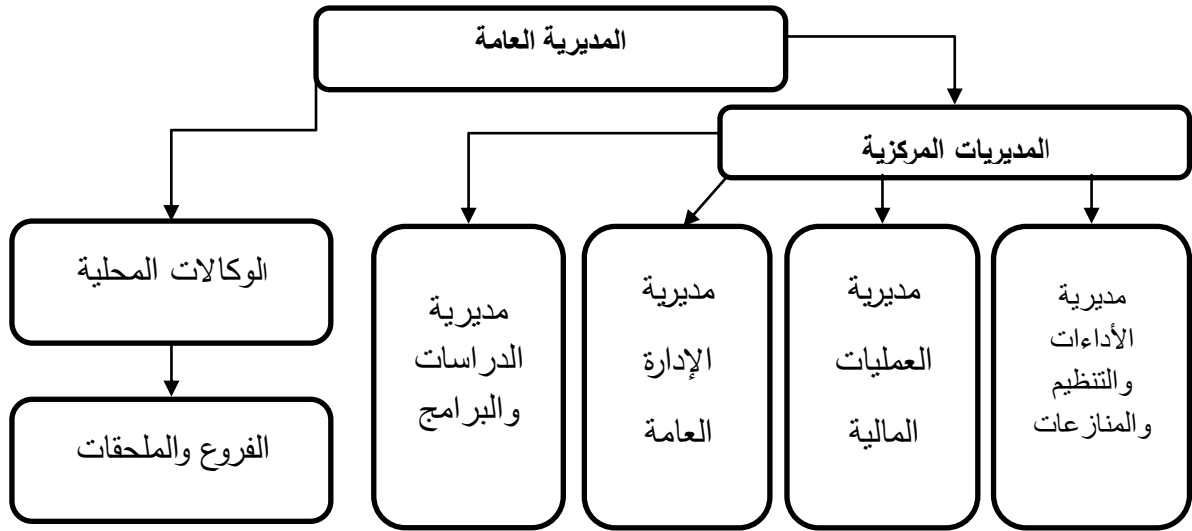 المديرية العامة
المديريات المركزية
مديرية
الأداءات
والتنظيم
والمنازعات
مديرية
العمليات
المالية
مديرية
الإدارة
العامة
مديرية
الدراسات
والبرامج
الوكالات المحلية
الفروع والملحقات